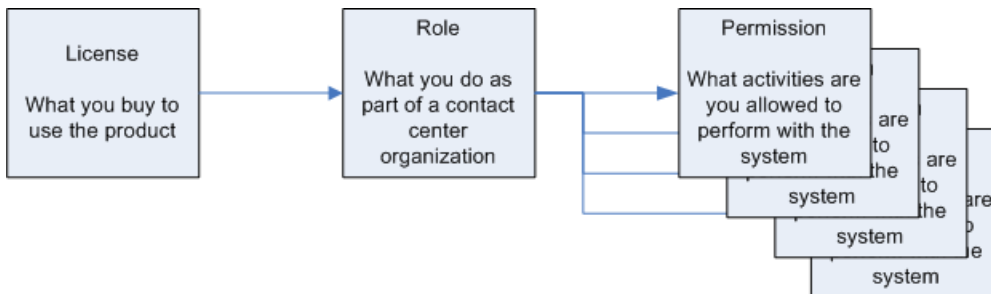 License
What you buy to
use the product
Role
What you do as
part of a contact
center
organization
Permission
What activities are
you allowed to
perform with the
system
are
to
the
system
are
to
the
system
are
system